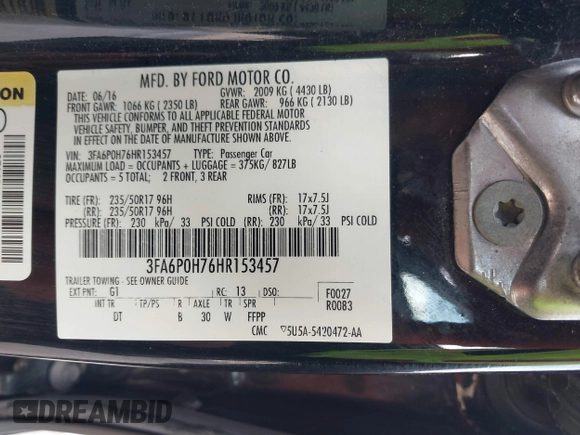 MFD. BY FORD MOTOR CO.
DATE: 06/16 GVWR: 2009 KG ( 4430 LB)
FRONT GAWR: 1066 KG ( 2350 LB) REAR GAWR: 966 KG ( 2130 LB)
THIS VEHICLE CONFORMS TO ALL APPLICABLE FEDERAL MOTOR
VEHICLE SAFETY, BUMPER, AND THEFT PREVENTION STANDARDS
IN EFFECT ON THE DATE OF MANUFACTURE SHOWN ABOVE.
VIN: 3FA6P0H76HR153457 TYPE: Passenger Car
MAXIMUM LOAD = OCCUPANTS + LUGGAGE = 375KG/ 827LB
OCCUPANTS = 5 TOTAL; 2 FRONT, 3 REAR
TIRE (FR): 235/50R17 96H RIMS (FR): 17x7.5J
(RR): 235/50R17 96H (RR): 17x7.5J
PRESSURE (FR): 230 kPa/ 33 PSI COLD (RR): 230 kPa/ 33 PSI COLD
3FA6P0H76HR153457
TRAILER TOWING - SEE OWNER GUIDE
EXT PNT: G1 RC: 13 DSO: F0027
R0083
INT TR TP/PS R AXLE TR SPR
DT B 30 W FFPP
CMC 5U5A-5420472-AA
DREAMBID